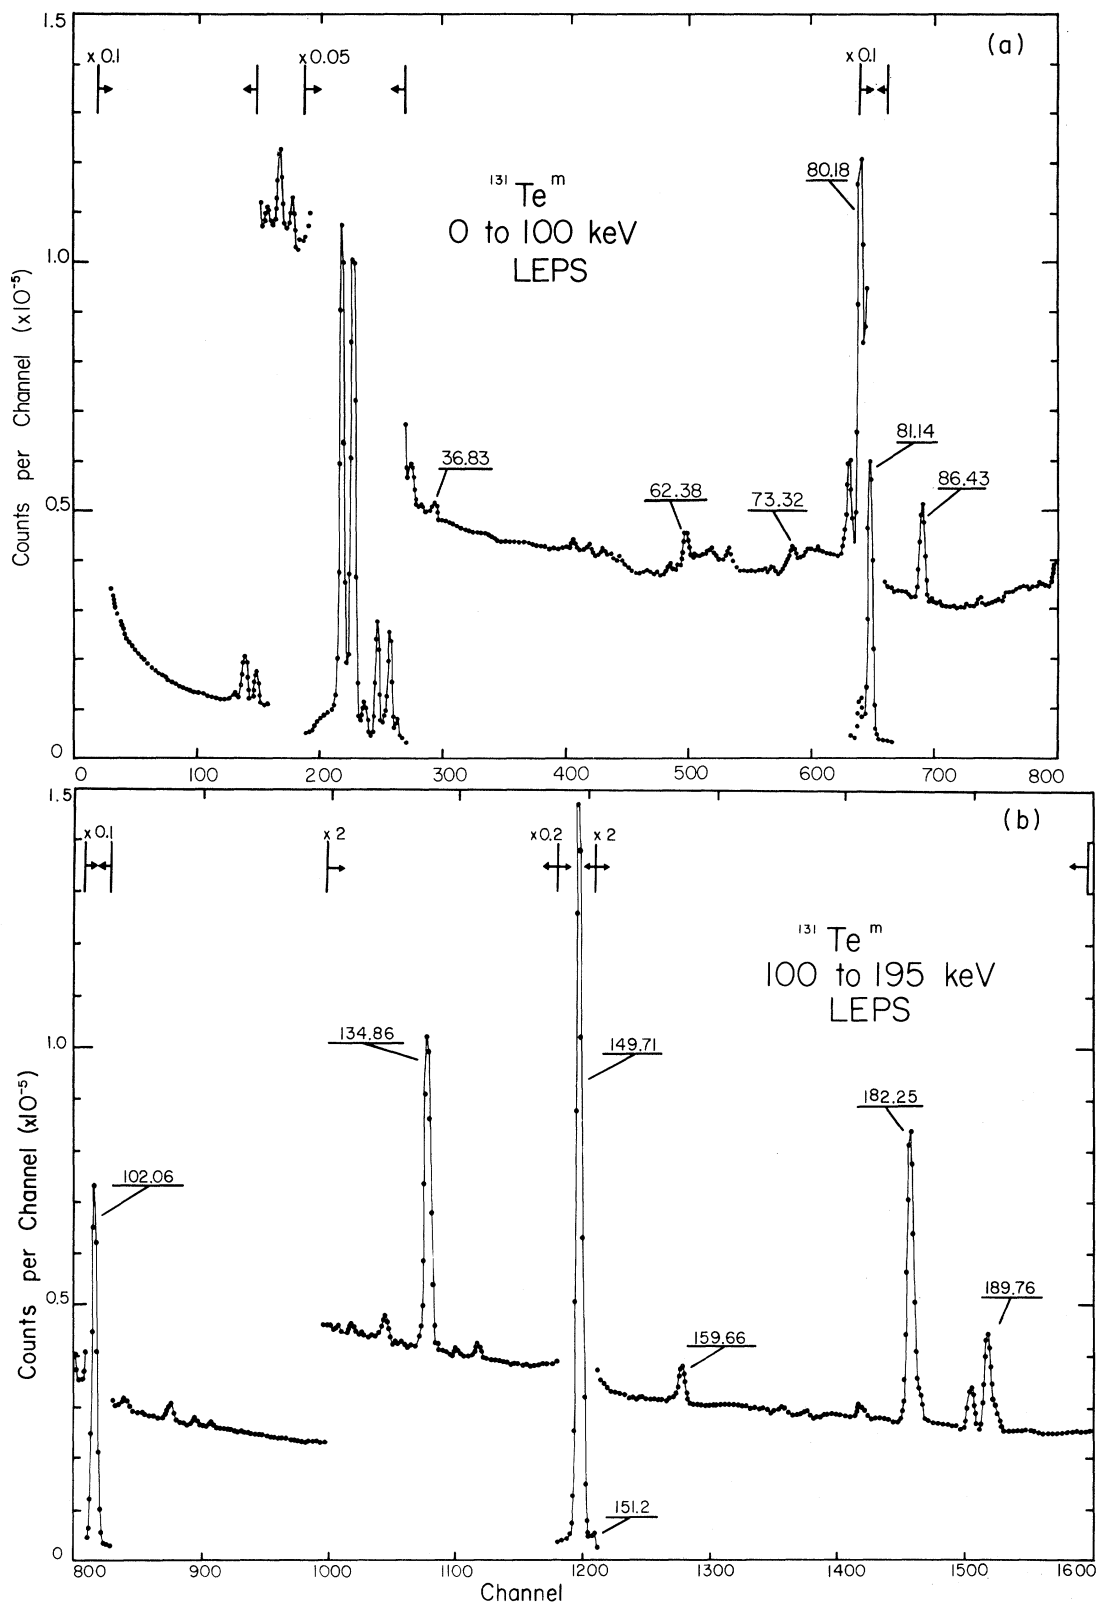 1.5
(a)
x 0.1
x 0.05
x 0.1
80.18
131 Te m
0 to 100 keV
LEPS
1.0
Counts per Channel (x10-5)
81.14
36.83
62.38
73.32
86.43
0.5
0
0 100 200 300 400 500 600 700 800
1.5
(b)
x 0.1
x 2
x0.2
x 2
131 Te m
100 to 195 keV
LEPS
134.86
1.0
149.71
182.25
Counts per Channel (x10-5)
102.06
0.5
189.76
159.66
151.2
0
800 900 1000 1100 1200 1300 1400 1500 1600
Channel